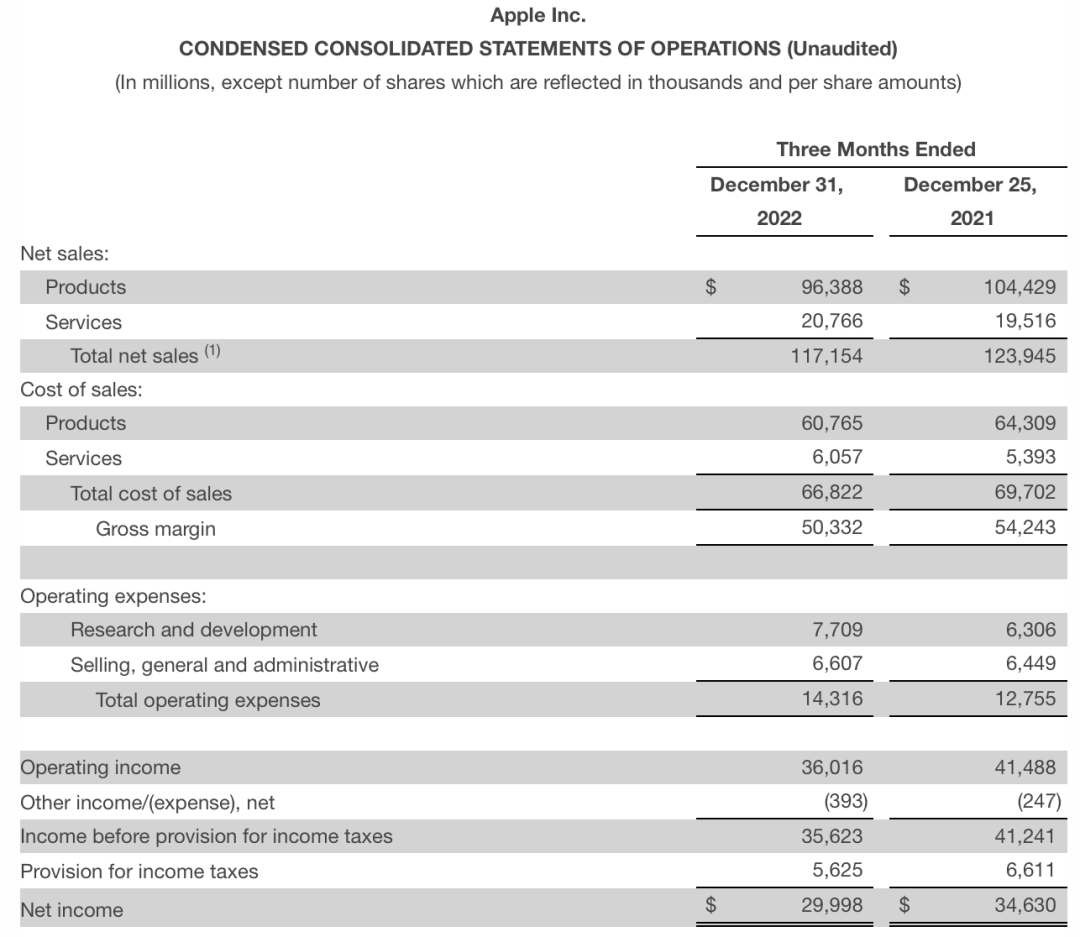 Apple Inc.
CONDENSED CONSOLIDATED STATEMENTS OF OPERATIONS (Unaudited)
(In millions, except number of shares which are reflected in thousands and per share amounts)
Three Months Ended
December 31, December 25,
2022 2021
Net sales:
Products $ 96,388 $ 104,429
Services 20,766 19,516
Total net sales (1) 117,154 123,945
Cost of sales:
Products 60,765 64,309
Services 6,057 5,393
Total cost of sales 66,822 69,702
Gross margin 50,332 54,243
Operating expenses:
Research and development 7,709 6,306
Selling, general and administrative 6,607 6,449
Total operating expenses 14,316 12,755
Operating income 36,016 41,488
Other income/(expense), net (393) (247)
Income before provision for income taxes 35,623 41,241
Provision for income taxes 5,625 6,611
Net income $ 29,998 $ 34,630